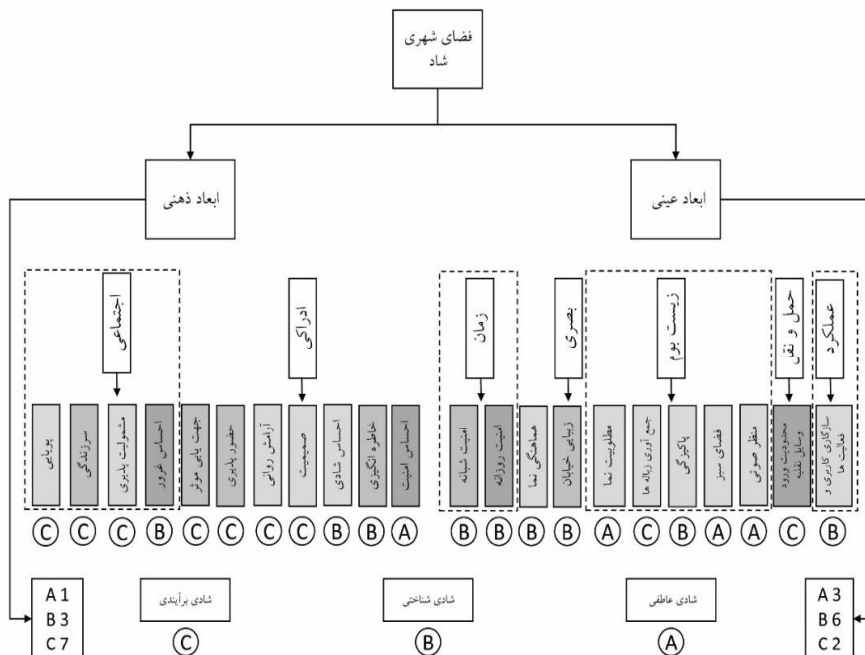 فضای شهری
شاد
ابعاد عینی
ابعاد ذهنی
عملکرد
حمل و نقل
زیست بوم
بصری
زمان
ادراکی
اجتماعی
سازگاری کاربری و
فعالیت ها
محدودیت ورود
وسایل نقلیه
منظر صوتی
فضای سبز
پاکیزگی
جمع آوری زباله ها
مطلوبیت نما
زیبایی خیابان
هماهنگی نما
امنیت روزانه
امنیت شبانه
احساس امنیت
خاطره انگیزی
احساس شادی
صمیمیت
آرامش روانی
حضور پذیری
جهت یابی موثر
احساس غرور
مشمولیت پذیری
سرزندگی
پویایی
B
C
A
A
B
C
A
B
B
B
B
A
B
B
C
C
C
C
B
C
C
C
A 3
B 6
C 2
شادی عاطفی
A
شادی شناختی
B
شادی برآیندی
C
A 1
B 3
C 7